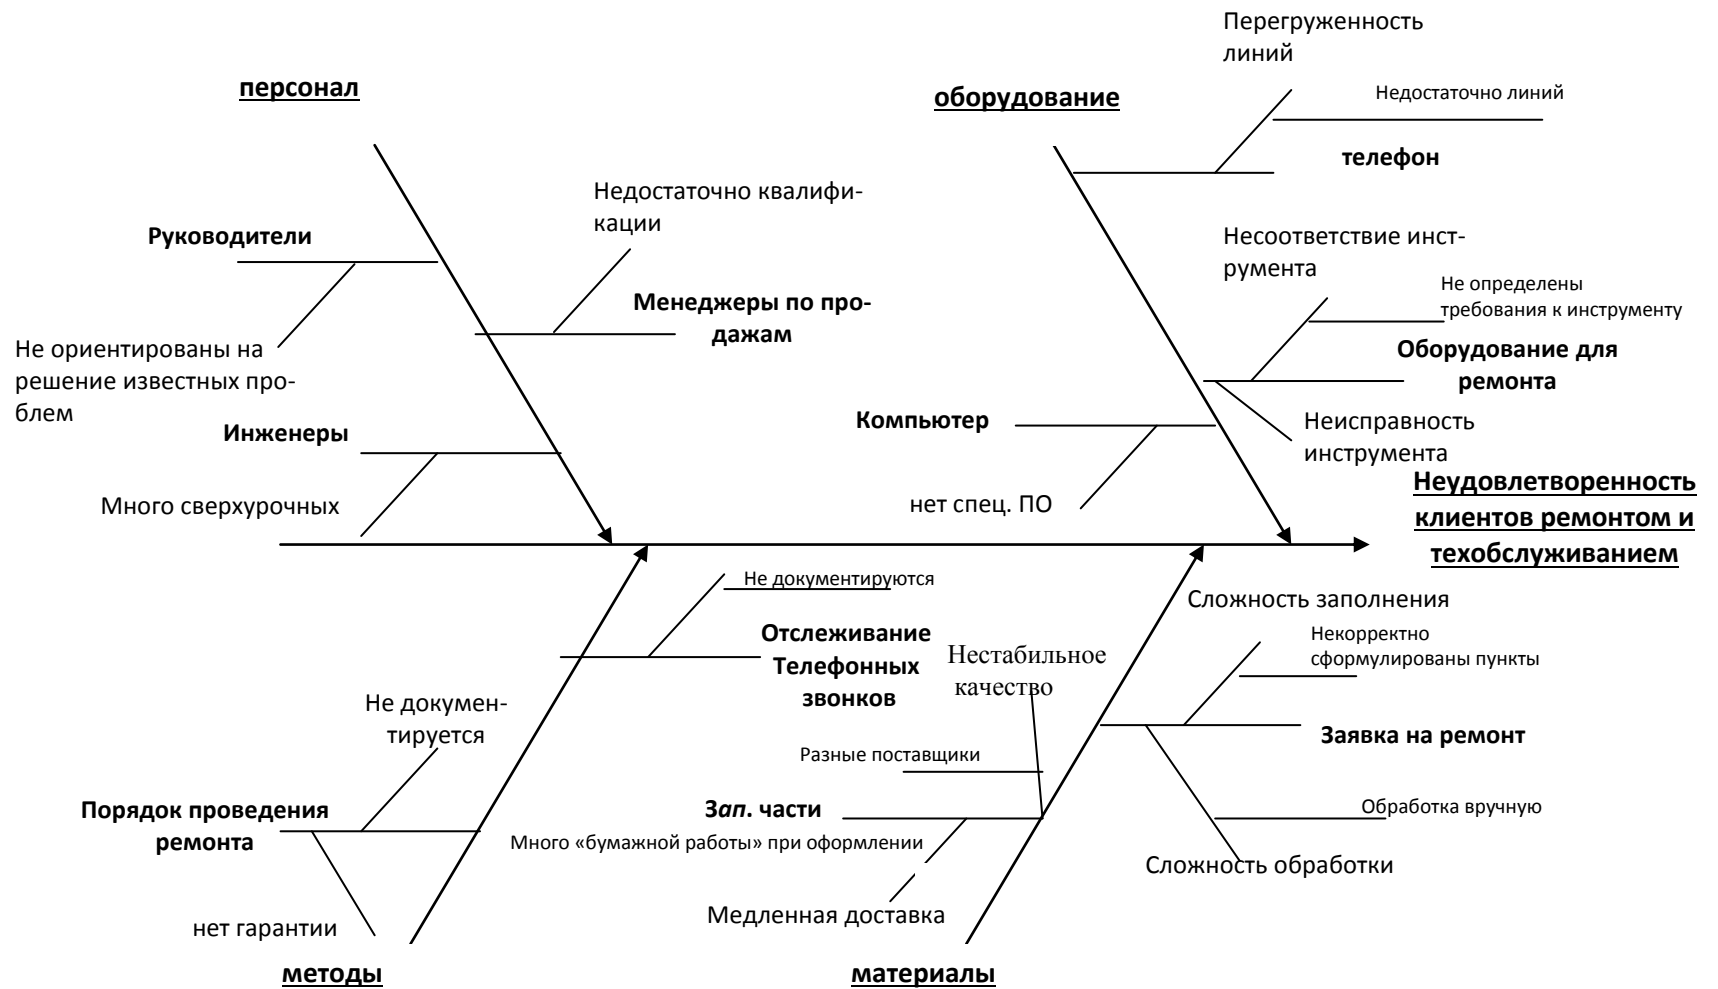 Перегруженность
линий
персонал
оборудование
Недостаточно линий
телефон
Недостаточно квалифи-
кации
Руководители
Несоответствие инст-
румента
Не определены
требования к инструменту
Менеджеры по про-
дажам
Не ориентированы на
решение известных про-
блем
Оборудование для
ремонта
Инженеры
Компьютер
Неисправность
инструмента
Много сверхурочных
нет спец. ПО
Неудовлетворенность
клиентов ремонтом и
техобслуживанием
Не документируются
Сложность заполнения
Отслеживание
Телефонных
звонков
Нестабильное
качество
Некорректно
сформулированы пункты
Не докумен-
тируется
Заявка на ремонт
Разные поставщики
Порядок проведения
ремонта
Зап. части
Обработка вручную
Много «бумажной работы» при оформлении
Сложность обработки
Медленная доставка
нет гарантии
методы
материалы